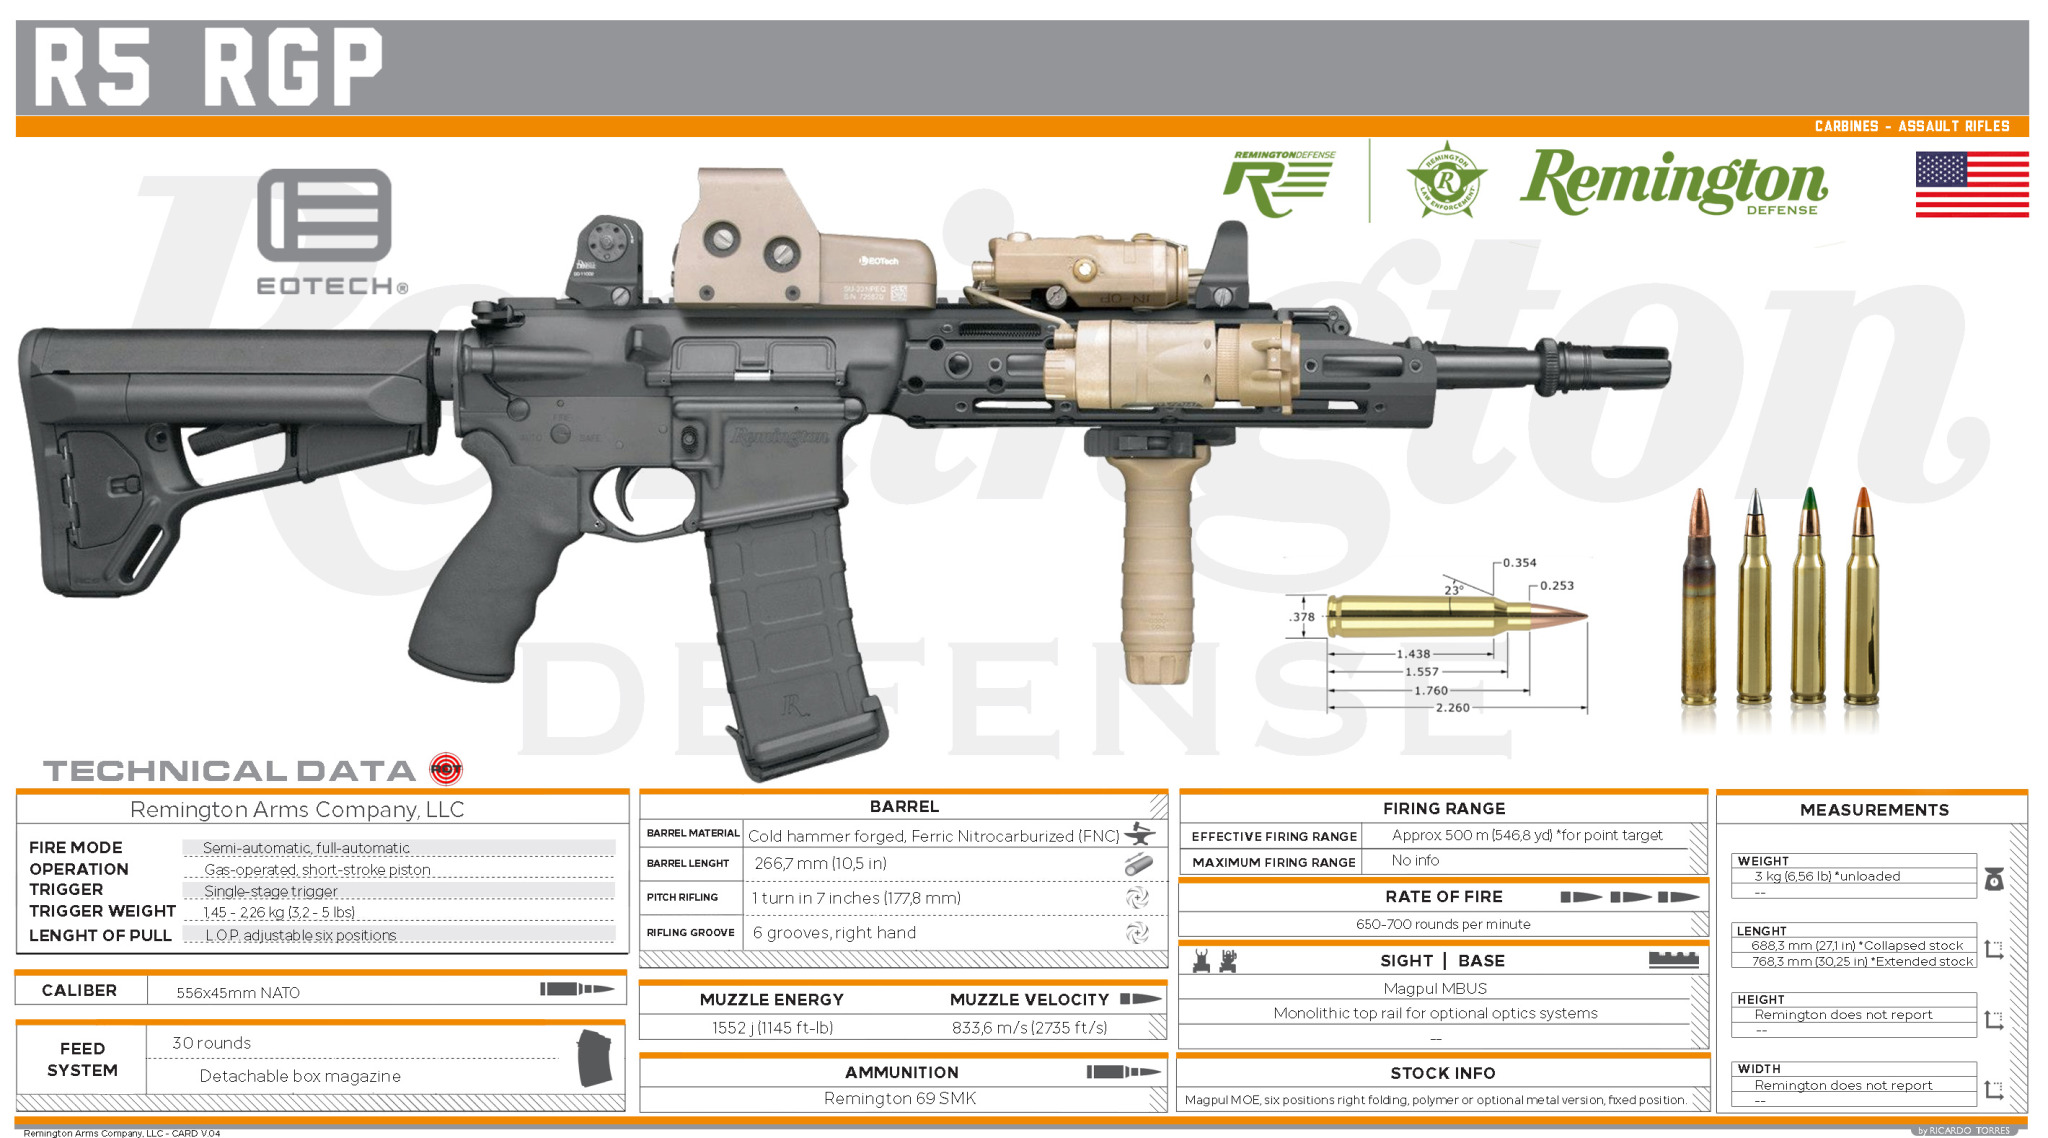 R5 RGP
CARBINES - ASSAULT RIFLES
EOTECH®
REMINGTONDEFENSE
REMINGTON
R
LAW ENFORCEMENT
Remington
DEFENSE
Remington
DEFENSE
EOTech
AUTO
FIRE
SAFE
Remington
R
0.354
23°
0.253
.378
1.438
1.557
1.760
2.260
TECHNICAL DATA
Remington Arms Company, LLC
FIRE MODE Semi-automatic, full-automatic
OPERATION Gas-operated, short-stroke piston
TRIGGER Single-stage trigger
TRIGGER WEIGHT 1,45 - 2,26 kg (3,2 - 5 lbs)
LENGHT OF PULL L.O.P. adjustable six positions
CALIBER 556x45mm NATO
FEED SYSTEM
30 rounds
Detachable box magazine
BARREL
BARREL MATERIAL Cold hammer forged, Ferric Nitrocarburized (FNC)
BARREL LENGHT 266,7 mm (10,5 in)
PITCH RIFLING 1 turn in 7 inches (177,8 mm)
RIFLING GROOVE 6 grooves, right hand
MUZZLE ENERGY MUZZLE VELOCITY
1552 j (1145 ft-lb) 833,6 m/s (2735 ft/s)
AMMUNITION
Remington 69 SMK
FIRING RANGE
EFFECTIVE FIRING RANGE Approx 500 m (546,8 yd) *for point target
MAXIMUM FIRING RANGE No info
RATE OF FIRE
650-700 rounds per minute
SIGHT | BASE
Magpul MBUS
Monolithic top rail for optional optics systems
--
STOCK INFO
Magpul MOE, six positions right folding, polymer or optional metal version, fixed position.
MEASUREMENTS
WEIGHT
3 kg (6,56 lb) *unloaded
--
LENGHT
688,3 mm (27,1 in) *Collapsed stock
768,3 mm (30,25 in) *Extended stock
HEIGHT
Remington does not report
--
WIDTH
Remington does not report
--
Remington Arms Company, LLC - CARD V.04
by RICARDO TORRES